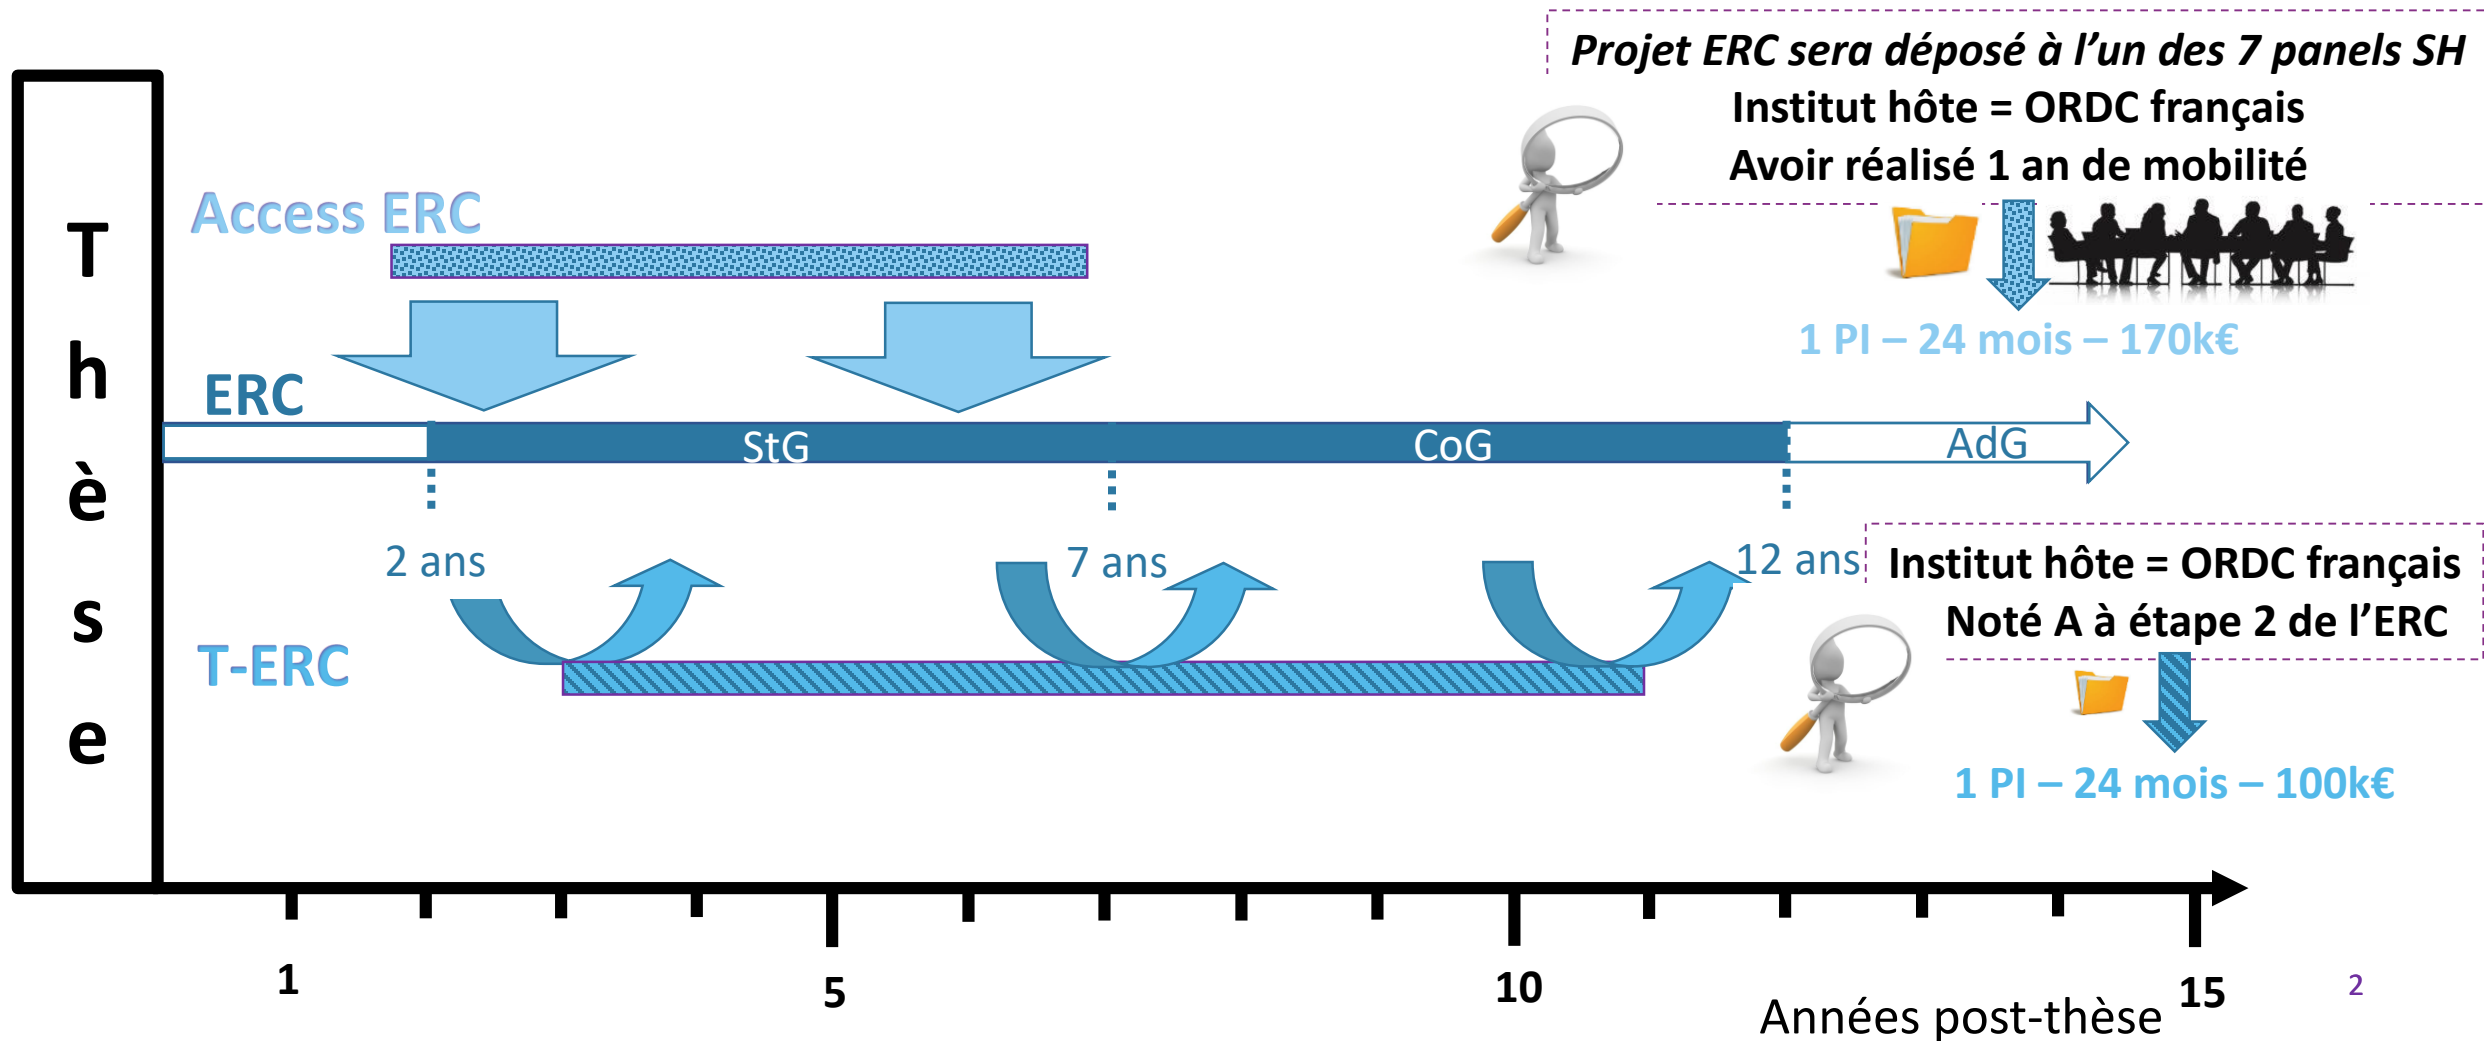 Thèse
Projet ERC sera déposé à l'un des 7 panels SH
Institut hôte = ORDC français
Avoir réalisé 1 an de mobilité
1 PI – 24 mois – 170k€
Access ERC
ERC
StG
CoG
AdG
2 ans
7 ans
12 ans
Institut hôte = ORDC français
Noté A à étape 2 de l'ERC
1 PI – 24 mois – 100k€
T-ERC
1
5
10
15
Années post-thèse
2